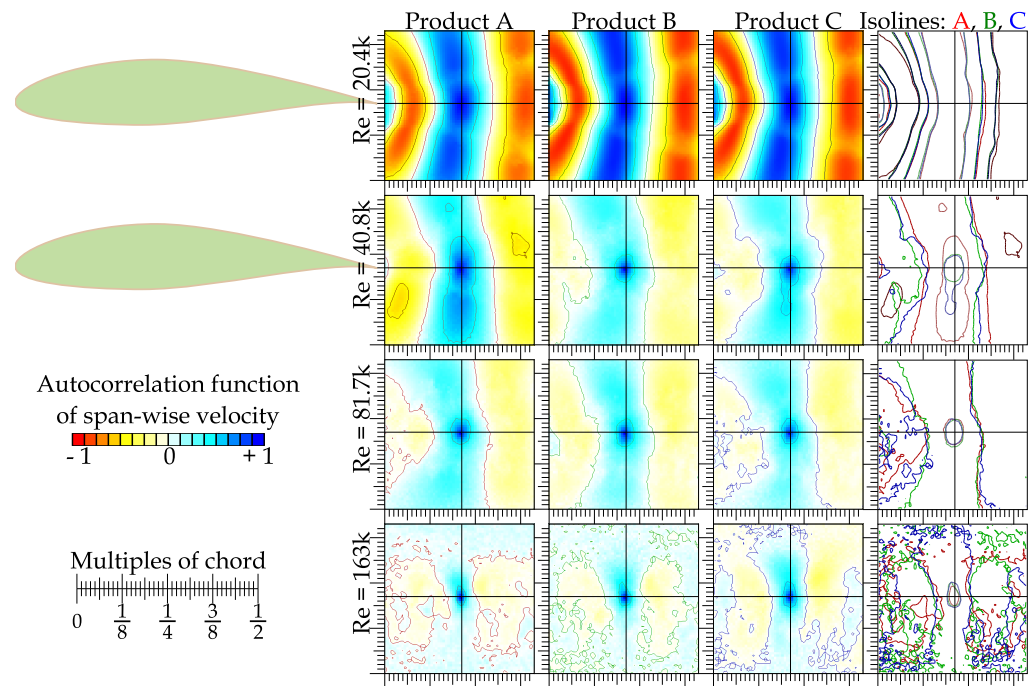 Product A Product B Product C Isolines: A, B, C
Re = 20.4k
Re = 40.8k
Re = 81.7k
Re = 163k
Autocorrelation function
of span-wise velocity
- 1 0 + 1
Multiples of chord
0 1/8 1/4 3/8 1/2